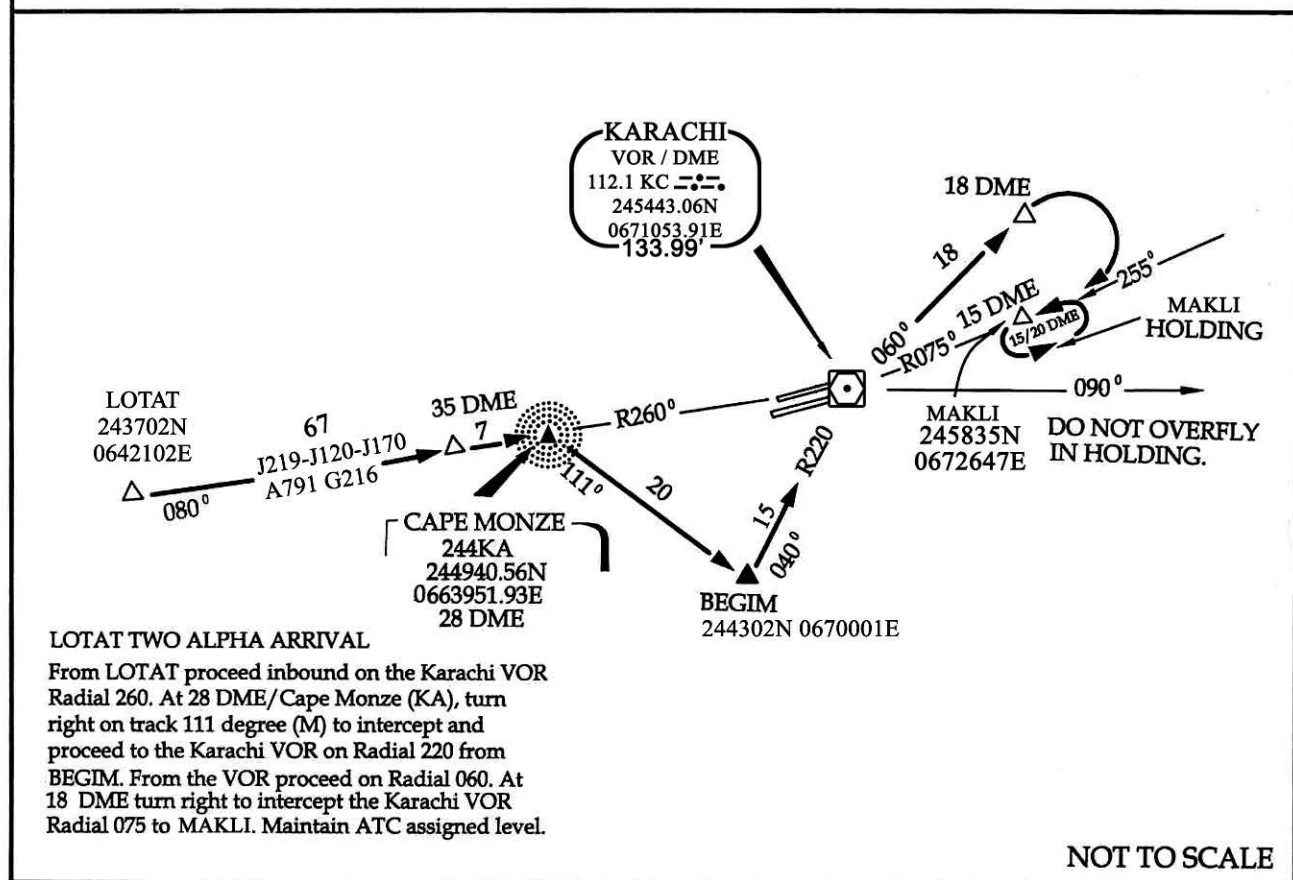 KARACHI
VOR / DME
112.1 KC
245443.06N
0671053.91E
133.99'
18 DME
18
060°
R075°
15 DME
255°
15/20 DME
MAKLI
HOLDING
090°
MAKLI
245835N
0672647E
DO NOT OVERFLY
IN HOLDING.
LOTAT
243702N
0642102E
080°
67
J219-J120-J170
A791 G216
35 DME
7
R260°
111°
20
CAPE MONZE
244KA
244940.56N
0663951.93E
28 DME
15
040°
R220
BEGIM
244302N 0670001E
LOTAT TWO ALPHA ARRIVAL
From LOTAT proceed inbound on the Karachi VOR
Radial 260. At 28 DME/Cape Monze (KA), turn
right on track 111 degree (M) to intercept and
proceed to the Karachi VOR on Radial 220 from
BEGIM. From the VOR proceed on Radial 060. At
18 DME turn right to intercept the Karachi VOR
Radial 075 to MAKLI. Maintain ATC assigned level.
NOT TO SCALE